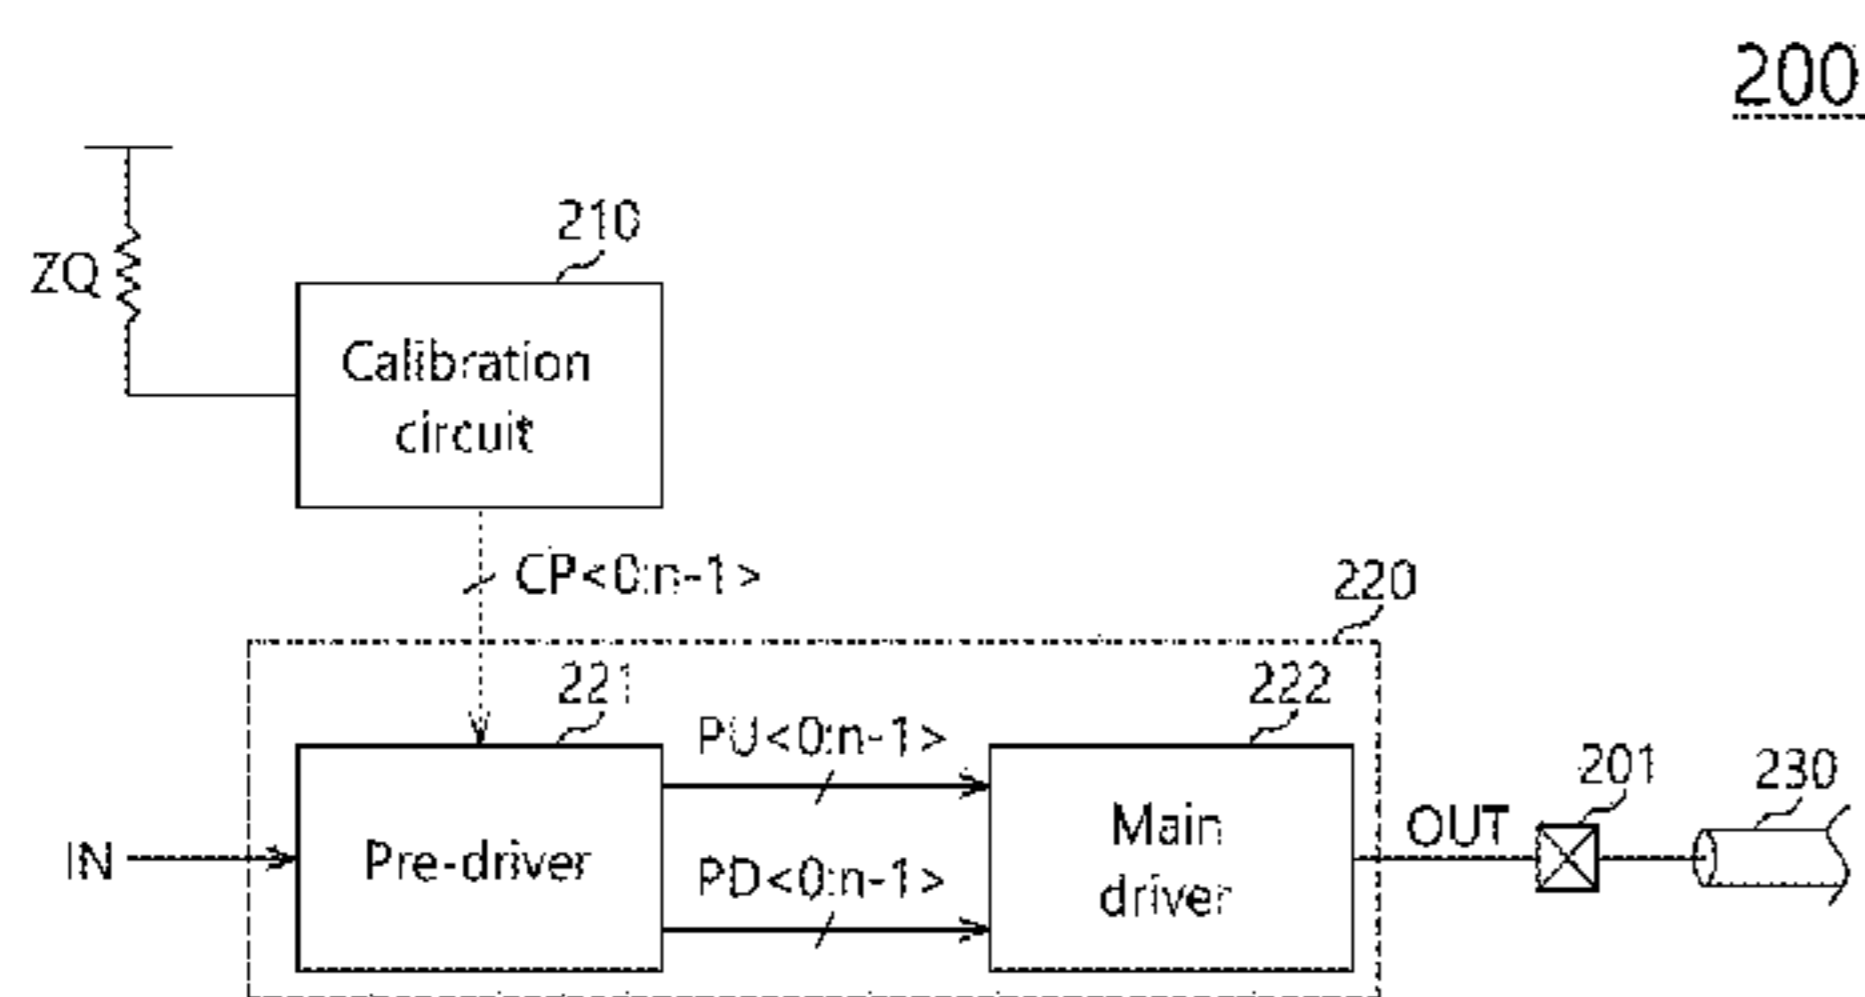 200
210
ZQ
Calibration
circuit
CP<0:n-1>
220
221
222
PU<0:n-1>
201
230
Main
driver
OUT
IN
Pre-driver
PD<0:n-1>